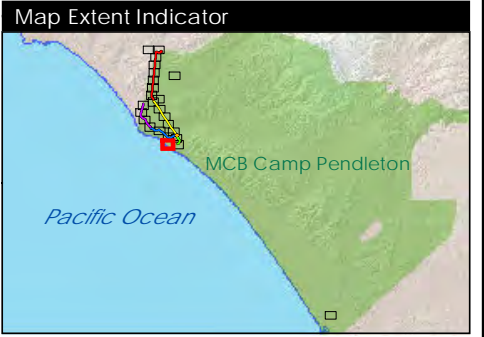 Map Extent Indicator
MCB Camp Pendleton
Pacific Ocean